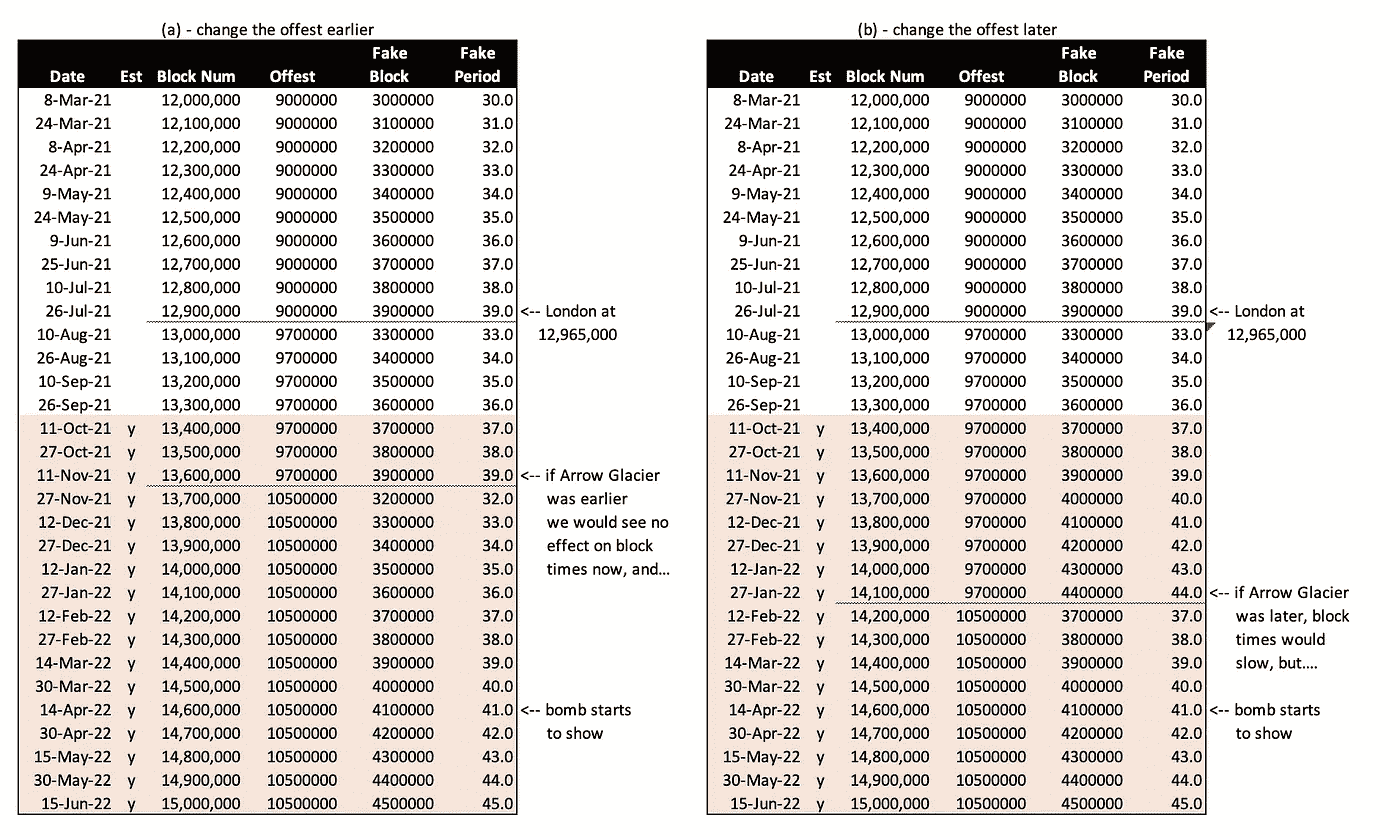 (a) - change the offest earlier
Fake Fake
Date Est Block Num Offest Block Period
8-Mar-21 12,000,000 9000000 3000000 30.0
24-Mar-21 12,100,000 9000000 3100000 31.0
8-Apr-21 12,200,000 9000000 3200000 32.0
24-Apr-21 12,300,000 9000000 3300000 33.0
9-May-21 12,400,000 9000000 3400000 34.0
24-May-21 12,500,000 9000000 3500000 35.0
9-Jun-21 12,600,000 9000000 3600000 36.0
25-Jun-21 12,700,000 9000000 3700000 37.0
10-Jul-21 12,800,000 9000000 3800000 38.0
26-Jul-21 12,900,000 9000000 3900000 39.0 <-- London at
10-Aug-21 13,000,000 9700000 3300000 33.0 12,965,000
26-Aug-21 13,100,000 9700000 3400000 34.0
10-Sep-21 13,200,000 9700000 3500000 35.0
26-Sep-21 13,300,000 9700000 3600000 36.0
11-Oct-21 y 13,400,000 9700000 3700000 37.0
27-Oct-21 y 13,500,000 9700000 3800000 38.0
11-Nov-21 y 13,600,000 9700000 3900000 39.0 <-- if Arrow Glacier
27-Nov-21 y 13,700,000 10500000 3200000 32.0 was earlier
12-Dec-21 y 13,800,000 10500000 3300000 33.0 we would see no
27-Dec-21 y 13,900,000 10500000 3400000 34.0 effect on block
12-Jan-22 y 14,000,000 10500000 3500000 35.0 times now, and...
27-Jan-22 y 14,100,000 10500000 3600000 36.0
12-Feb-22 y 14,200,000 10500000 3700000 37.0
27-Feb-22 y 14,300,000 10500000 3800000 38.0
14-Mar-22 y 14,400,000 10500000 3900000 39.0
30-Mar-22 y 14,500,000 10500000 4000000 40.0
14-Apr-22 y 14,600,000 10500000 4100000 41.0 <-- bomb starts
30-Apr-22 y 14,700,000 10500000 4200000 42.0 to show
15-May-22 y 14,800,000 10500000 4300000 43.0
30-May-22 y 14,900,000 10500000 4400000 44.0
15-Jun-22 y 15,000,000 10500000 4500000 45.0
(b) - change the offest later
Fake Fake
Date Est Block Num Offest Block Period
8-Mar-21 12,000,000 9000000 3000000 30.0
24-Mar-21 12,100,000 9000000 3100000 31.0
8-Apr-21 12,200,000 9000000 3200000 32.0
24-Apr-21 12,300,000 9000000 3300000 33.0
9-May-21 12,400,000 9000000 3400000 34.0
24-May-21 12,500,000 9000000 3500000 35.0
9-Jun-21 12,600,000 9000000 3600000 36.0
25-Jun-21 12,700,000 9000000 3700000 37.0
10-Jul-21 12,800,000 9000000 3800000 38.0
26-Jul-21 12,900,000 9000000 3900000 39.0 <-- London at
10-Aug-21 13,000,000 9700000 3300000 33.0 12,965,000
26-Aug-21 13,100,000 9700000 3400000 34.0
10-Sep-21 13,200,000 9700000 3500000 35.0
26-Sep-21 13,300,000 9700000 3600000 36.0
11-Oct-21 y 13,400,000 9700000 3700000 37.0
27-Oct-21 y 13,500,000 9700000 3800000 38.0
11-Nov-21 y 13,600,000 9700000 3900000 39.0
27-Nov-21 y 13,700,000 9700000 4000000 40.0
12-Dec-21 y 13,800,000 9700000 4100000 41.0
27-Dec-21 y 13,900,000 9700000 4200000 42.0
12-Jan-22 y 14,000,000 9700000 4300000 43.0
27-Jan-22 y 14,100,000 9700000 4400000 44.0 <-- if Arrow Glacier
12-Feb-22 y 14,200,000 10500000 3700000 37.0 was later, block
27-Feb-22 y 14,300,000 10500000 3800000 38.0 times would
14-Mar-22 y 14,400,000 10500000 3900000 39.0 slow, but....
30-Mar-22 y 14,500,000 10500000 4000000 40.0
14-Apr-22 y 14,600,000 10500000 4100000 41.0 <-- bomb starts
30-Apr-22 y 14,700,000 10500000 4200000 42.0 to show
15-May-22 y 14,800,000 10500000 4300000 43.0
30-May-22 y 14,900,000 10500000 4400000 44.0
15-Jun-22 y 15,000,000 10500000 4500000 45.0